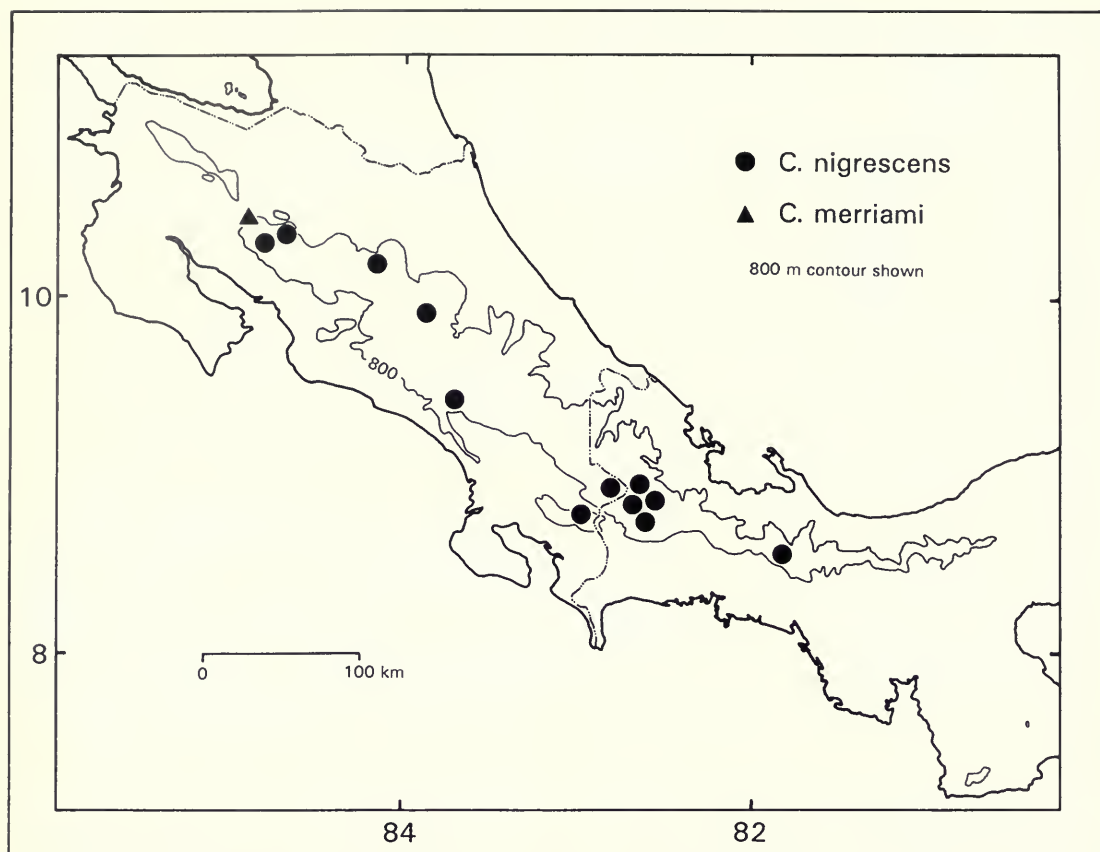 C. nigrescens
C. merriami
800 m contour shown
10
800
8
0 100 km
84 82